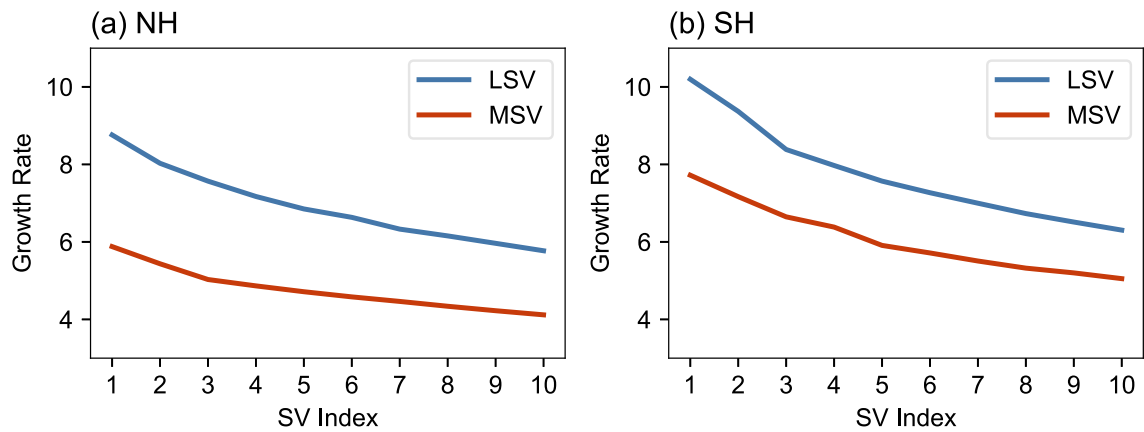 (a) NH
LSV
MSV
10
8
6
4
Growth Rate
1 2 3 4 5 6 7 8 9 10
SV Index
(b) SH
LSV
MSV
10
8
6
4
Growth Rate
1 2 3 4 5 6 7 8 9 10
SV Index